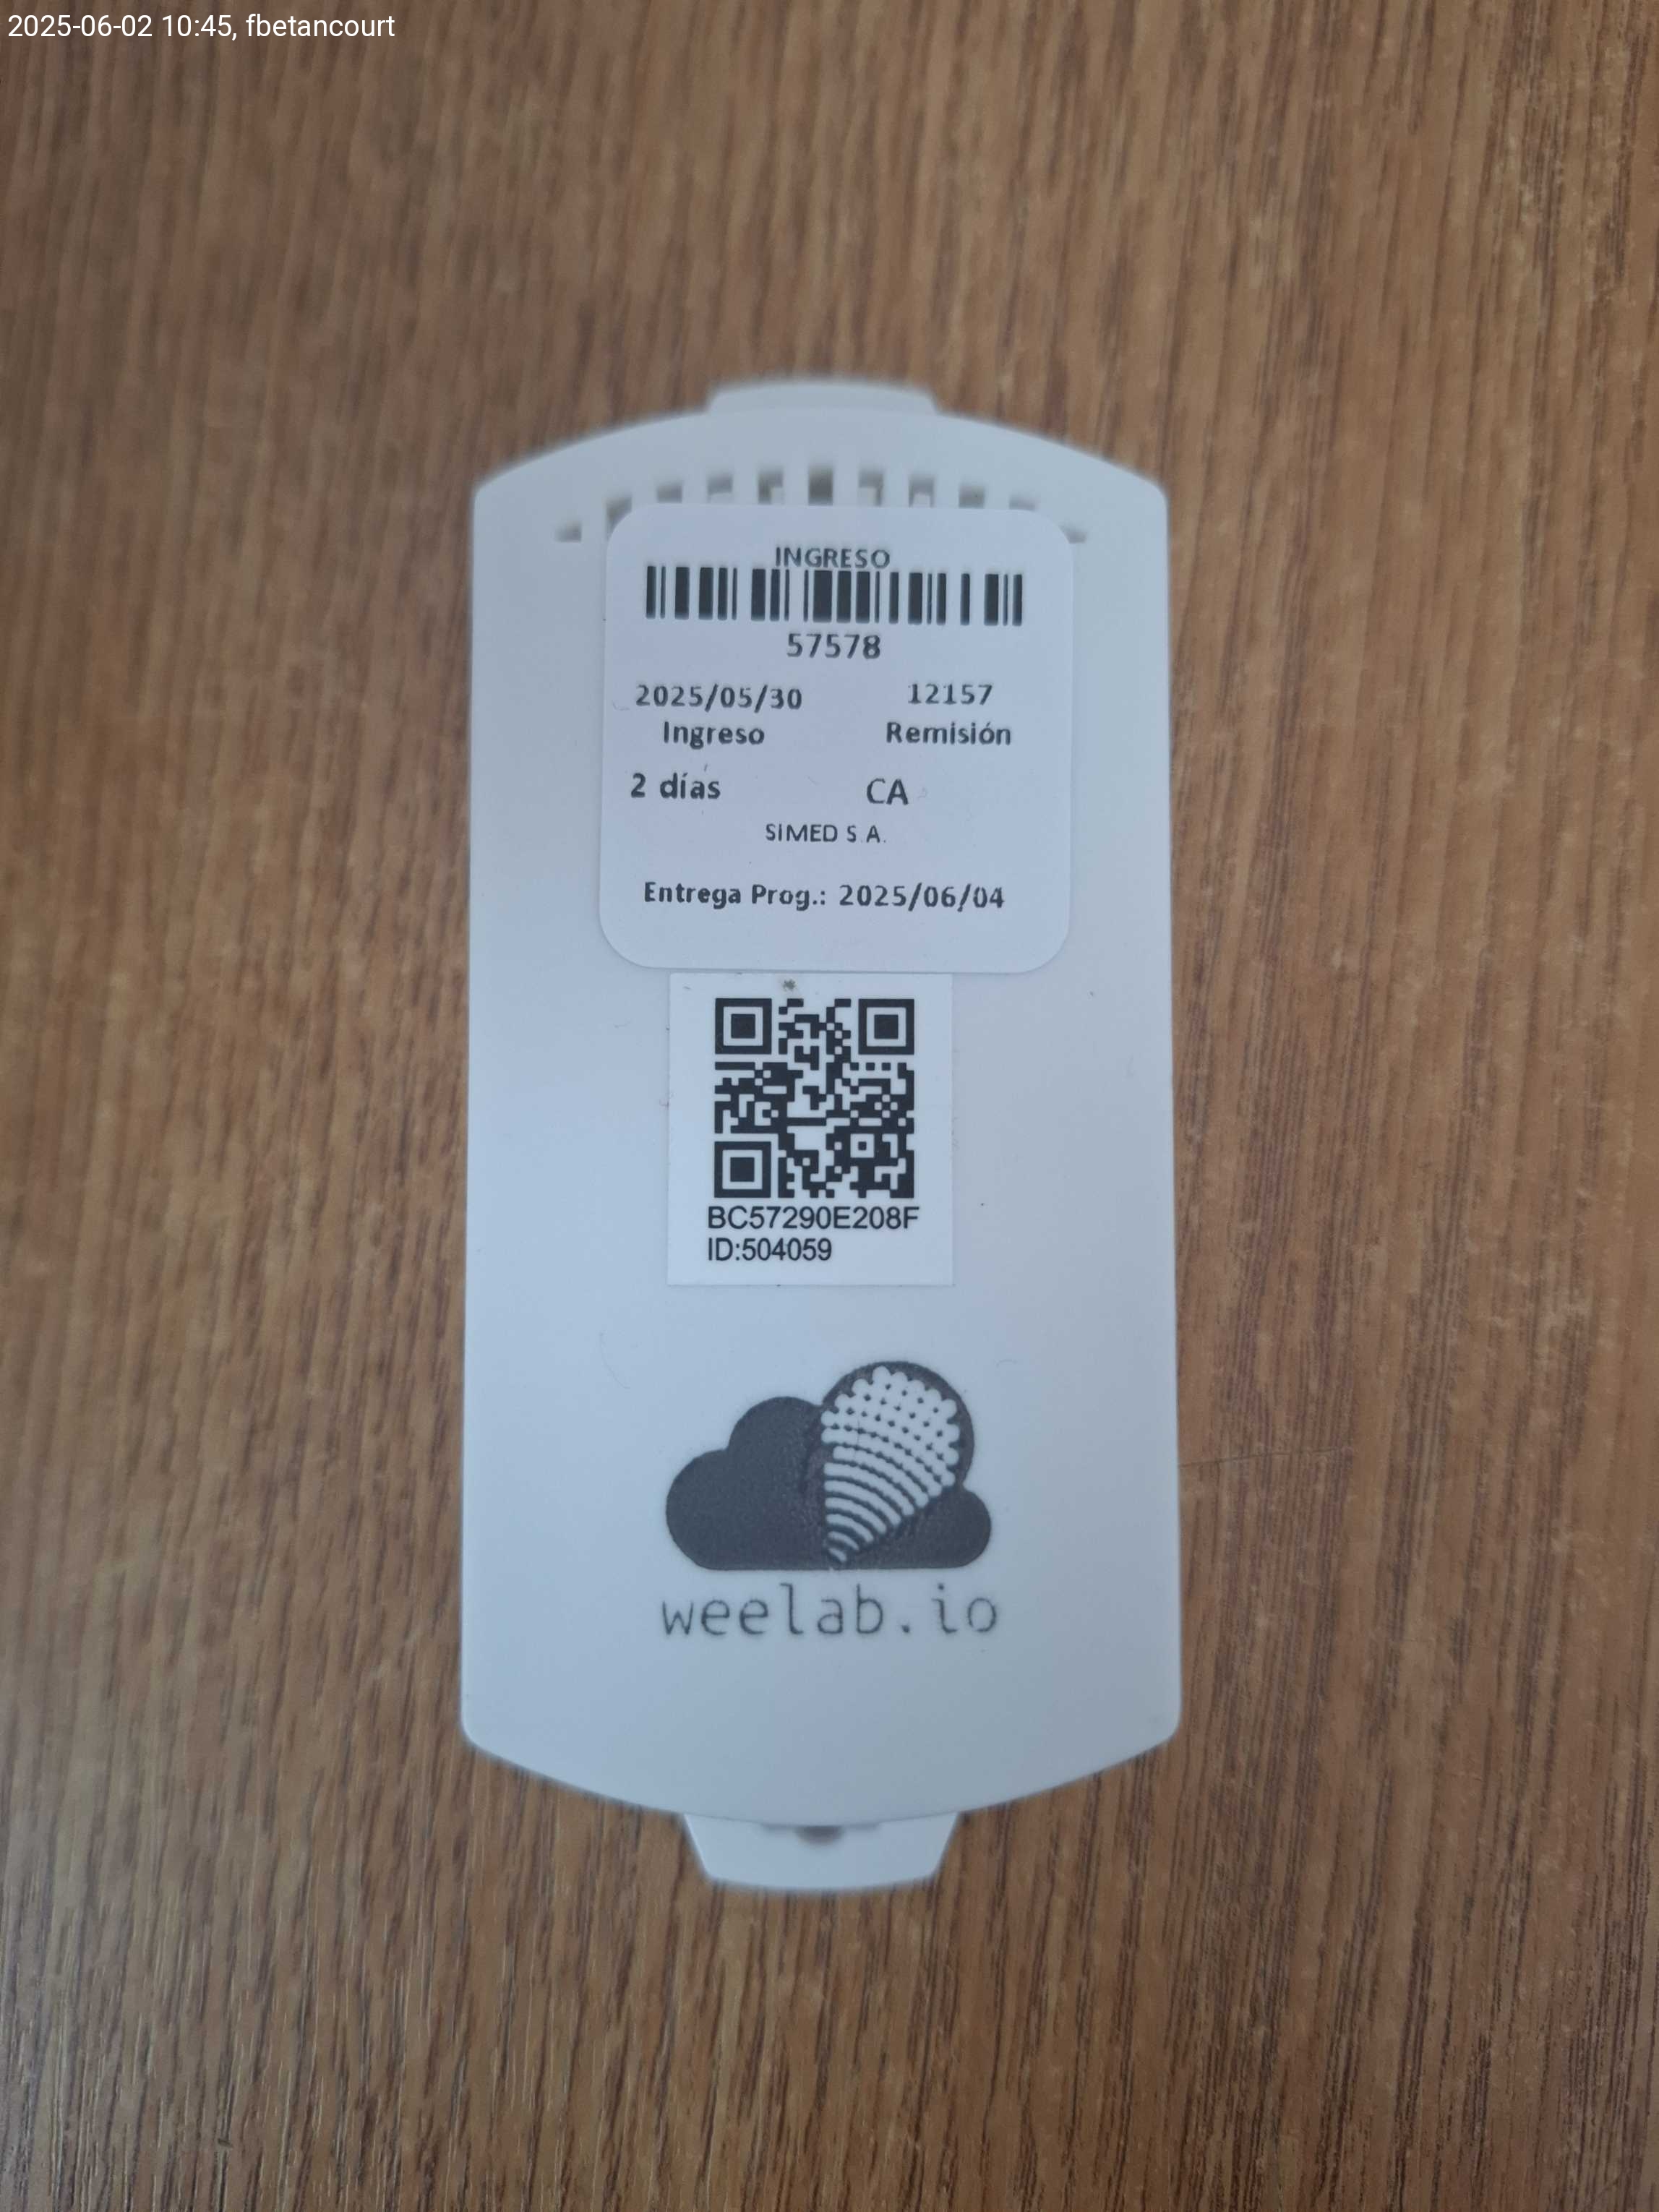 2025-06-02 10:45, fbetancourt
INGRESO
57578
2025/05/30 12157
Ingreso Remisión
2 días CA
SIMED S.A.
Entrega Prog.: 2025/06/04
BC57290E208F
ID:504059
weelab.io